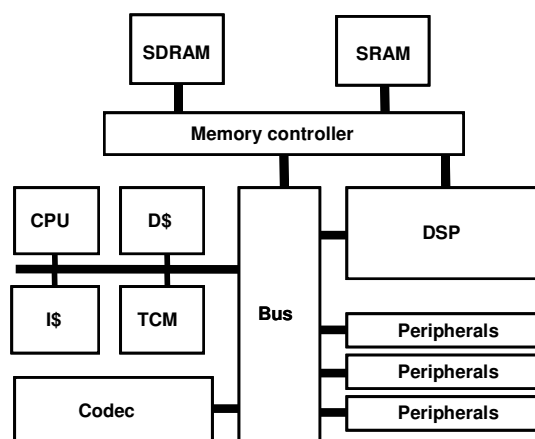 SDRAM
SRAM
Memory controller
CPU
D$
DSP
I$
TCM
Bus
Peripherals
Peripherals
Codec
Peripherals